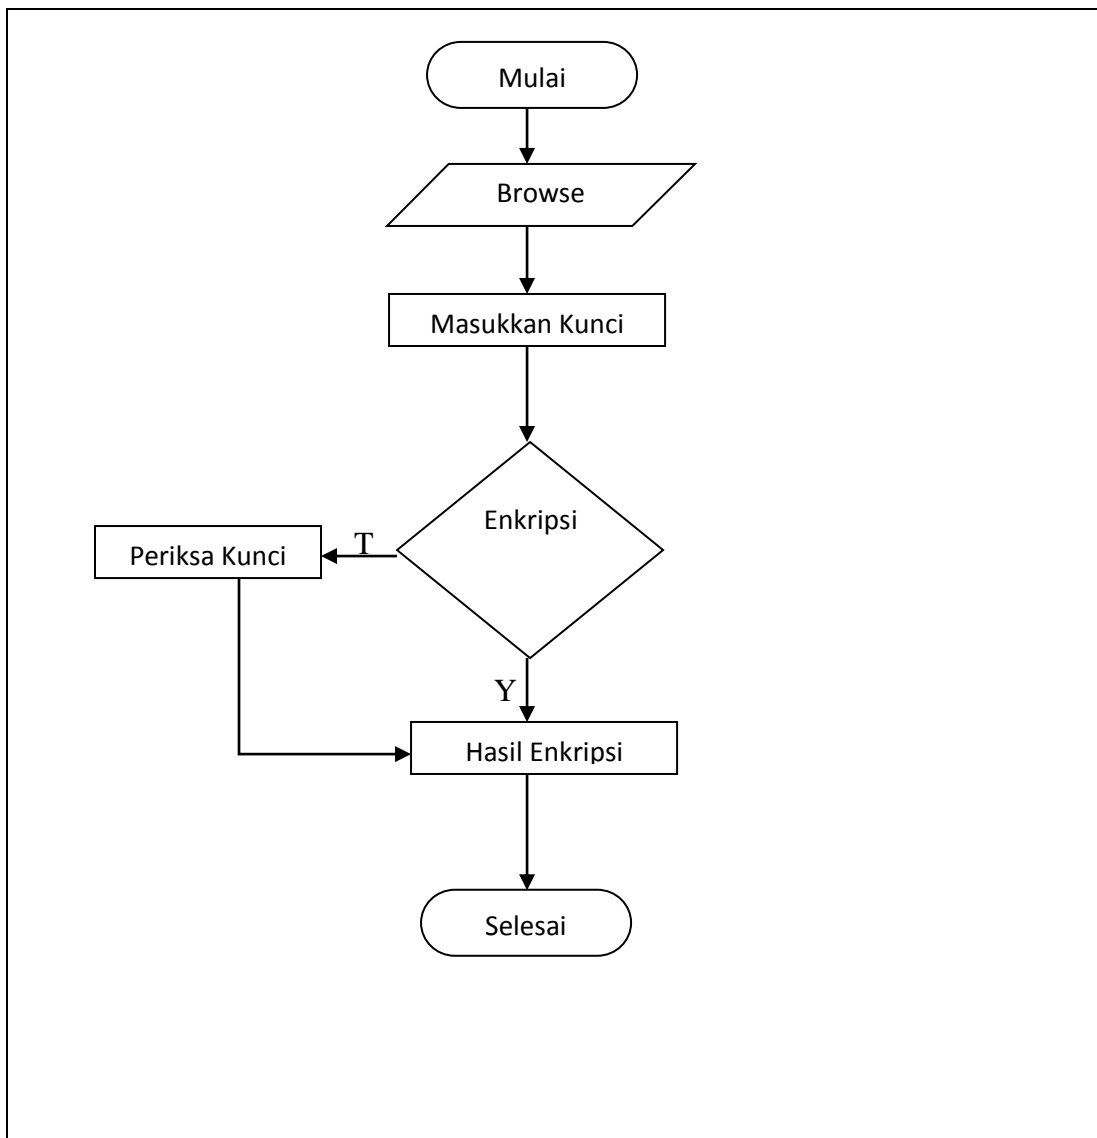 Mulai
Browse
Masukkan Kunci
Enkripsi
T
Periksa Kunci
Y
Hasil Enkripsi
Selesai